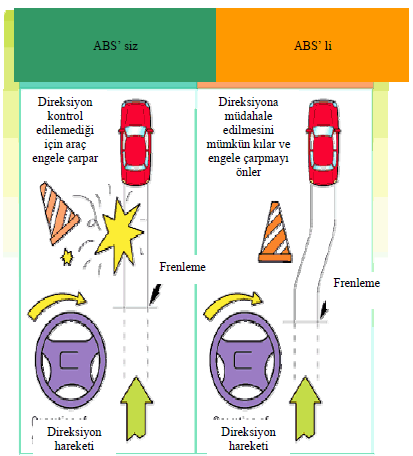 ABS’ siz
ABS’ li
Direksiyon
kontrol
edilemediği
için araç
engele çarpar
Direksiyona
müdahale
edilmesini
mümkün kılar ve
engele çarpmayı
önler
Frenleme
Frenleme
Direksiyon
hareketi
Direksiyon
hareketi